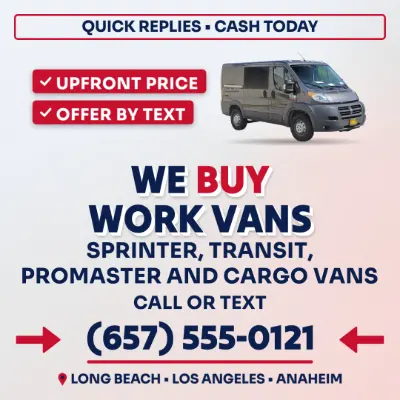 QUICK REPLIES • CASH TODAY
✓ UPFRONT PRICE
✓ OFFER BY TEXT
WE BUY
WORK VANS
SPRINTER, TRANSIT,
PROMASTER AND CARGO VANS
CALL OR TEXT
(657) 555-0121
LONG BEACH • LOS ANGELES • ANAHEIM